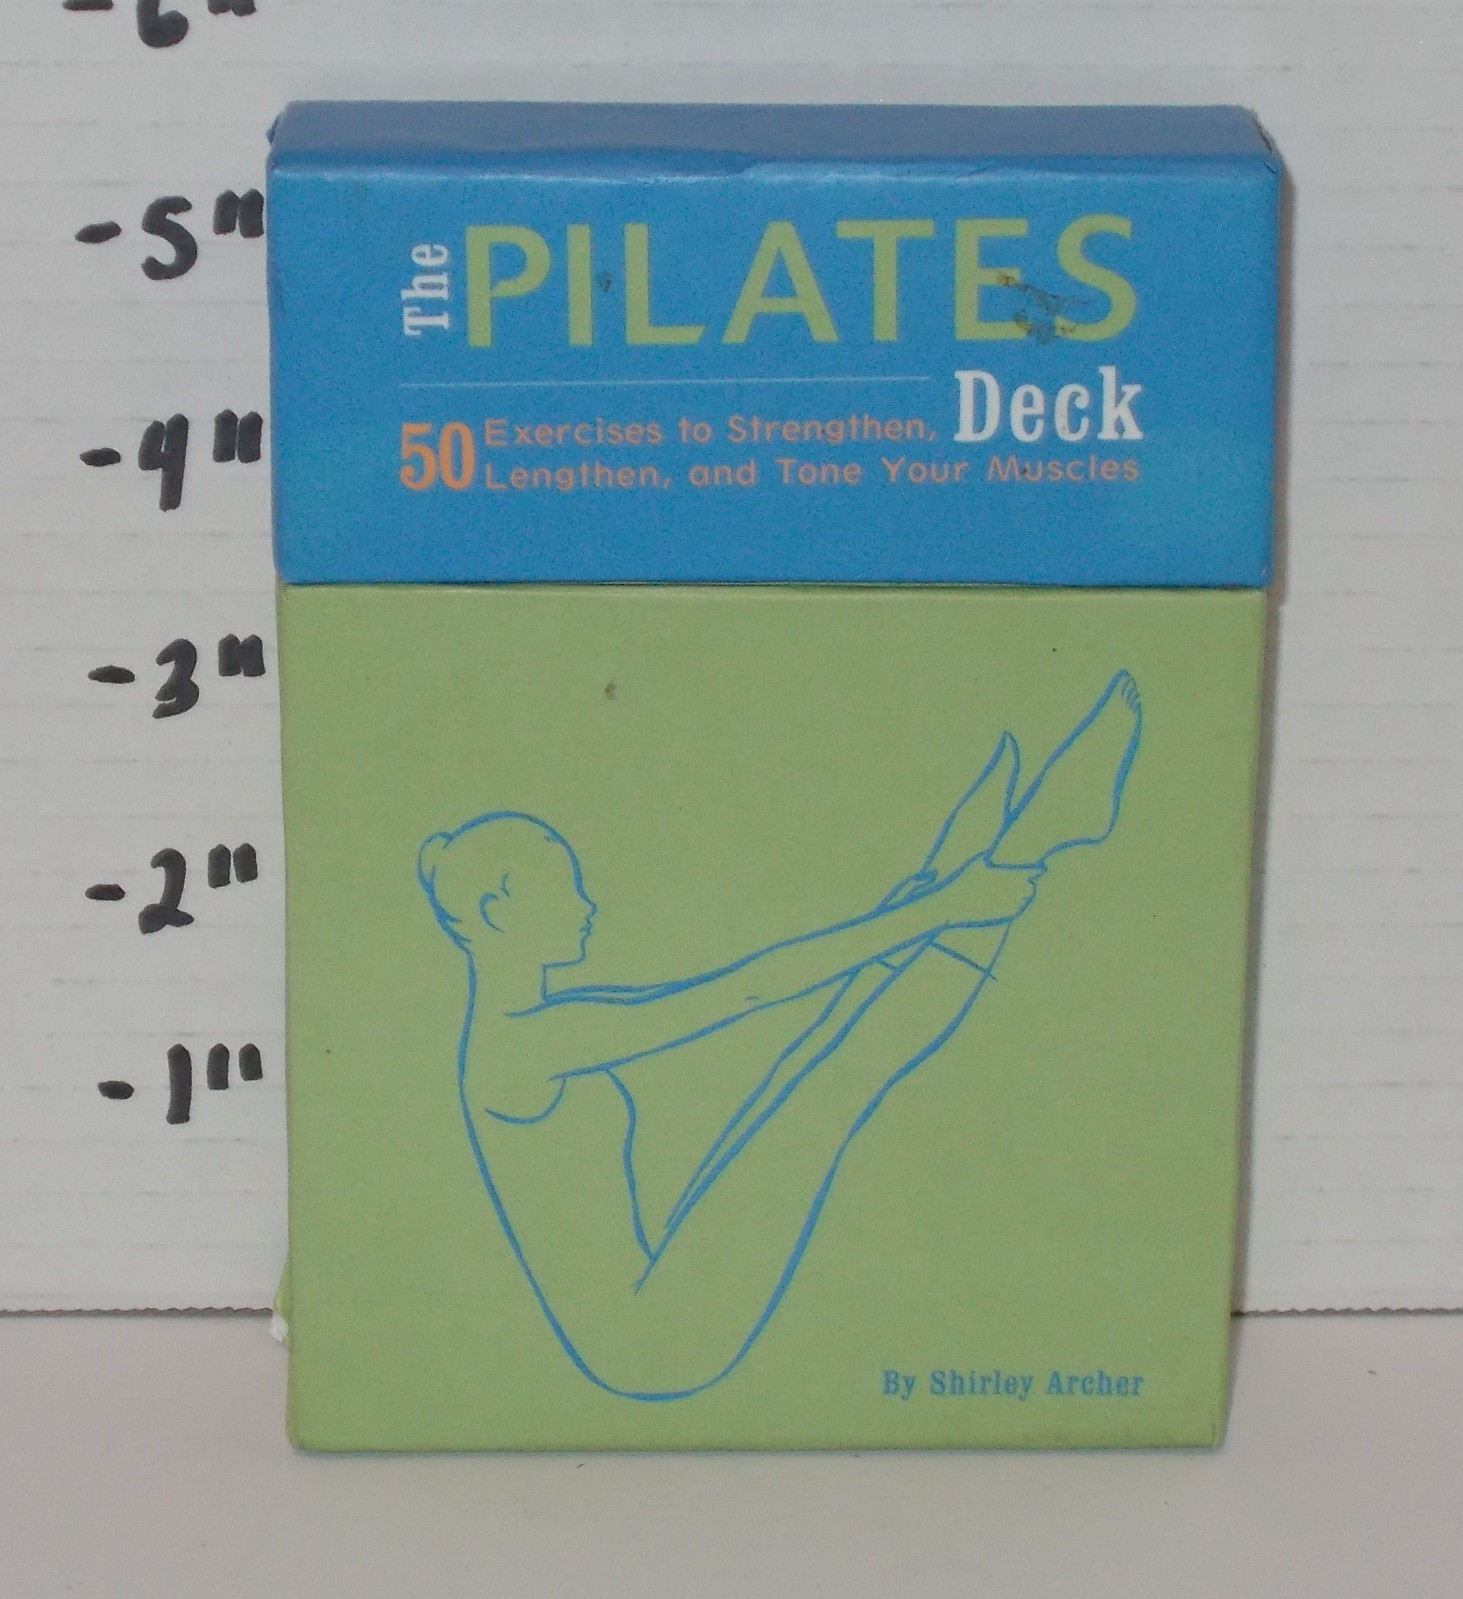 -6"
-5"
-4"
-3"
-2"
-1"
The PILATES
Deck
50 Exercises to Strengthen,
Lengthen, and Tone Your Muscles
By Shirley Archer